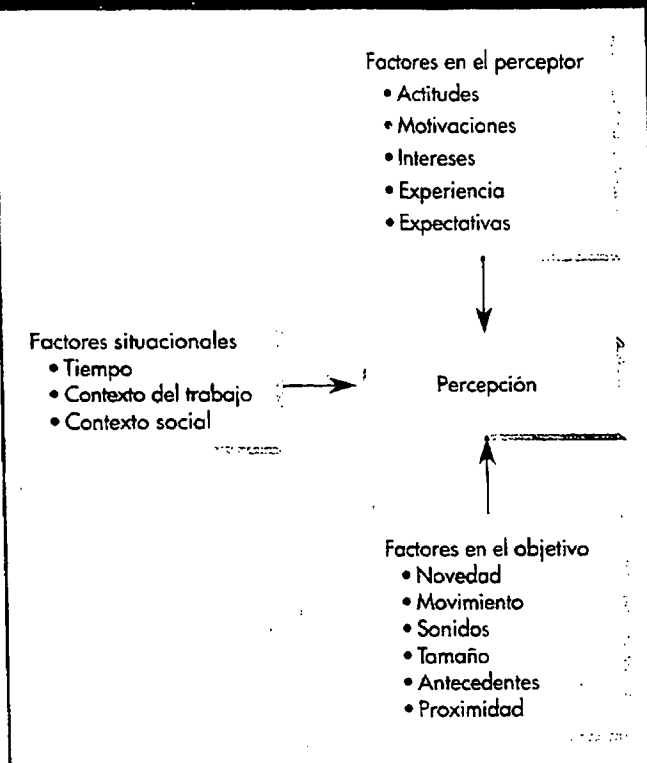 Factores en el perceptor
• Actitudes
• Motivaciones
• Intereses
• Experiencia
• Expectativas
Factores situacionales
• Tiempo
• Contexto del trabajo
• Contexto social
Percepción
Factores en el objetivo
• Novedad
• Movimiento
• Sonidos
• Tamaño
• Antecedentes
• Proximidad